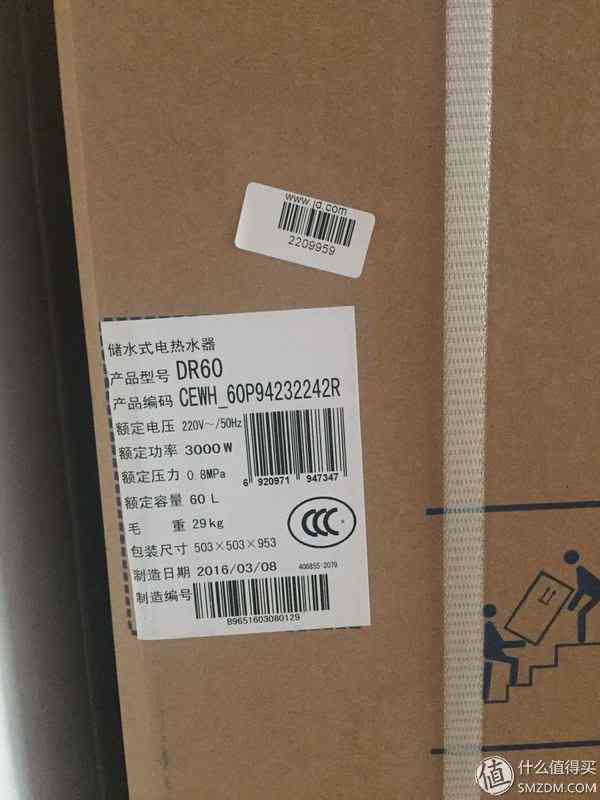 www.jd.com
2209959
储水式电热水器
产品型号 DR60
产品编码 CEWH_60P94232242R
额定电压 220V~/50Hz
额定功率 3000W
额定压力 0.8MPa
6 920971 947347
额定容量 60L
毛 重 29kg
CCC
包装尺寸 503×503×953
制造日期 2016/03/08
406855-2079
制造编号
B9651603080129
值 什么值得买
SMZDM.COM